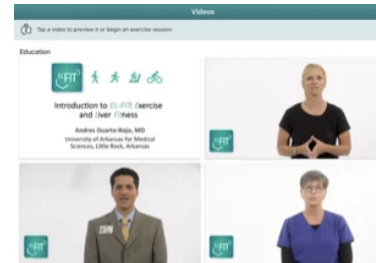 Videos
Tap a video to preview it or begin an exercise session.
Education
EL-FIT
Introduction to EL-FIT: Exercise
and Liver FITness
Andres Duarte-Rojo, MD
University of Arkansas for Medical
Sciences, Little Rock, Arkansas